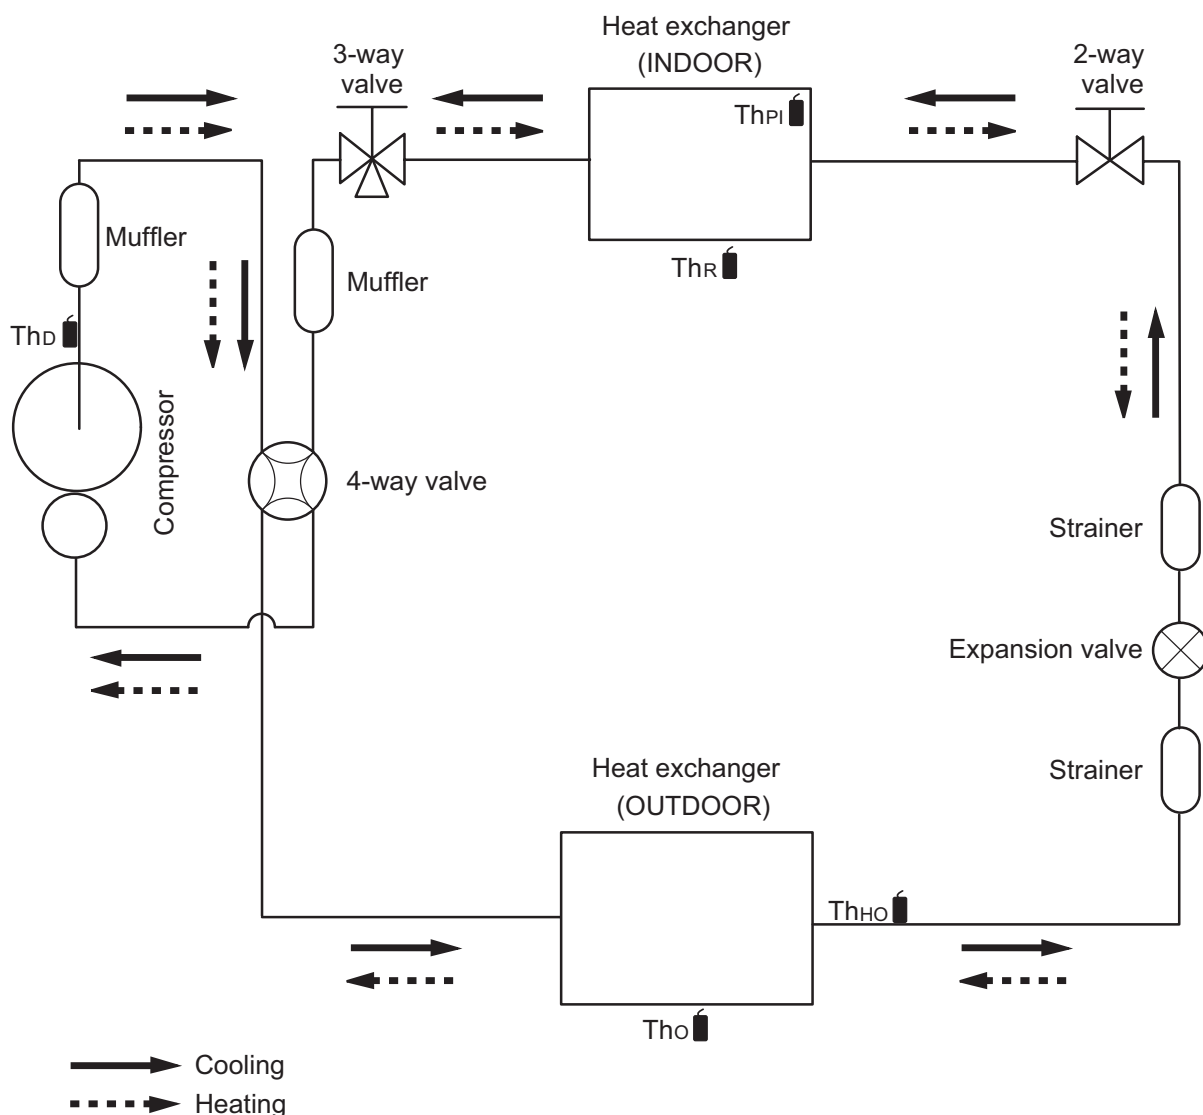 Heat exchanger
(INDOOR)
3-way
valve
2-way
valve
ThPI
Muffler
ThR
Muffler
ThD
Compressor
4-way valve
Strainer
Expansion valve
Strainer
Heat exchanger
(OUTDOOR)
ThHO
ThO
Cooling
Heating